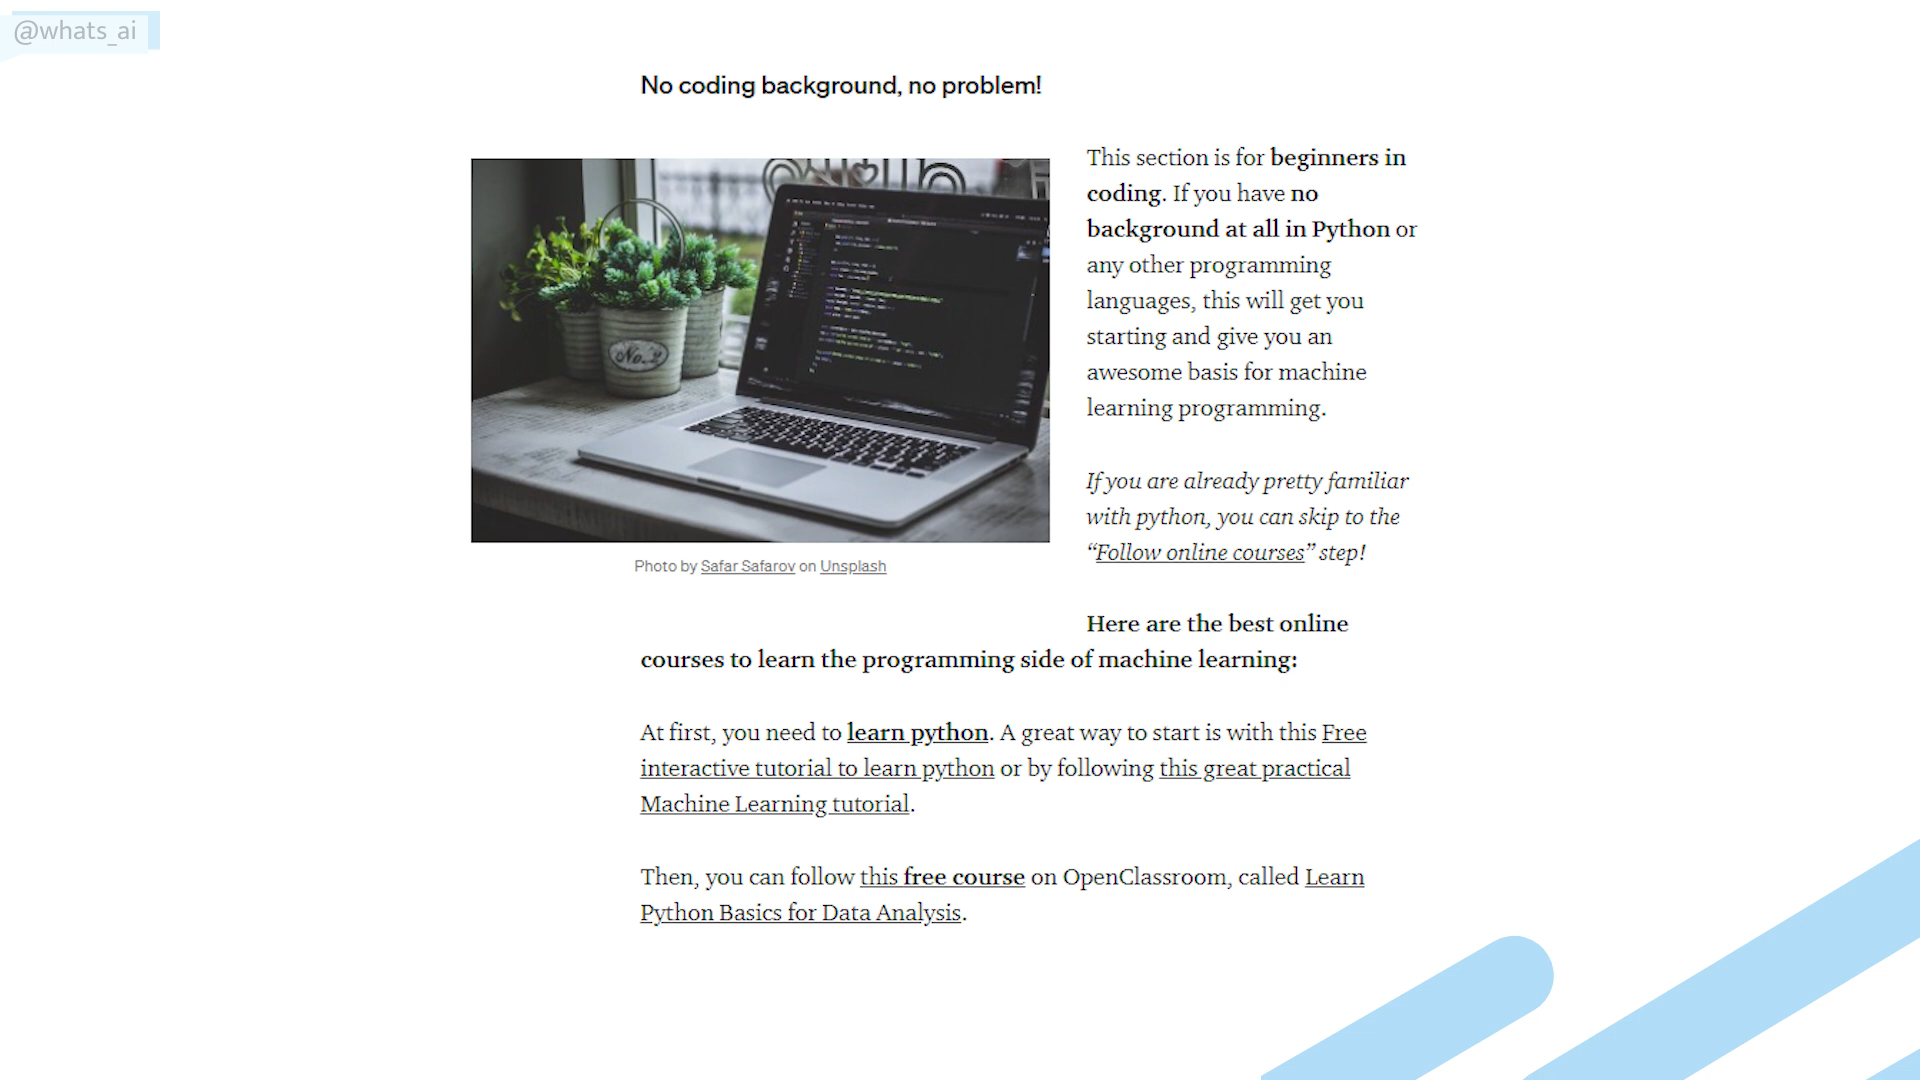 @whats_ai
No coding background, no problem!
This section is for beginners in
coding. If you have no
background at all in Python or
any other programming
languages, this will get you
starting and give you an
awesome basis for machine
learning programming.
If you are already pretty familiar
with python, you can skip to the
“Follow online courses” step!
No. 2
Photo by Safar Safarov on Unsplash
Here are the best online
courses to learn the programming side of machine learning:
At first, you need to learn python. A great way to start is with this Free
interactive tutorial to learn python or by following this great practical
Machine Learning tutorial.
Then, you can follow this free course on OpenClassroom, called Learn
Python Basics for Data Analysis.